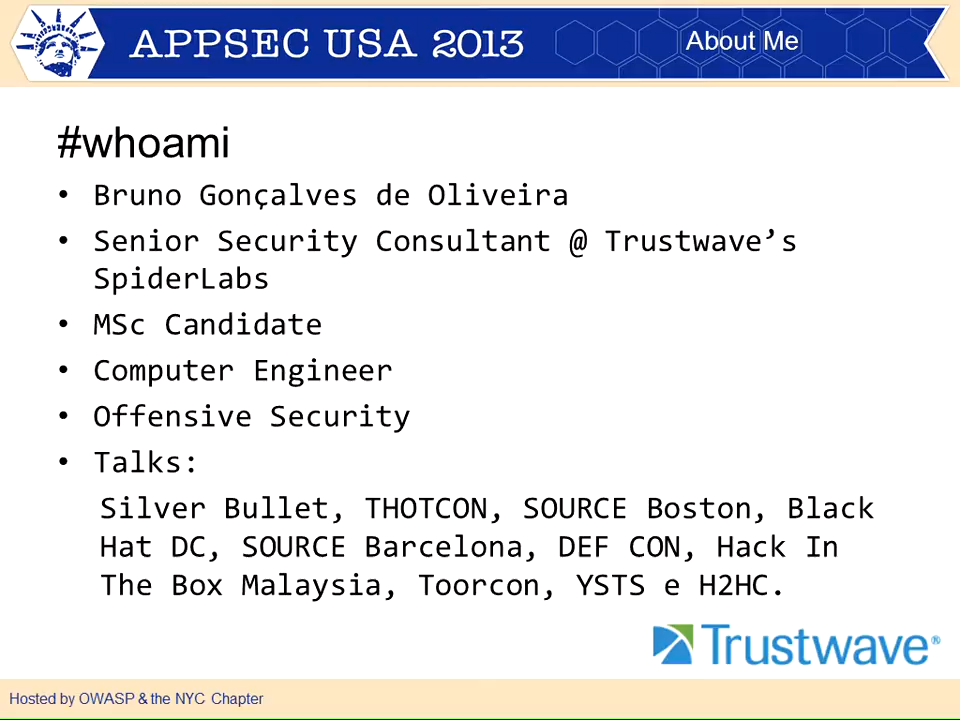 APPSEC USA 2013
About Me
#whoami
• Bruno Gonçalves de Oliveira
• Senior Security Consultant @ Trustwave’s
SpiderLabs
• MSc Candidate
• Computer Engineer
• Offensive Security
• Talks:
Silver Bullet, THOTCON, SOURCE Boston, Black
Hat DC, SOURCE Barcelona, DEF CON, Hack In
The Box Malaysia, Toorcon, YSTS e H2HC.
Trustwave®
Hosted by OWASP & the NYC Chapter